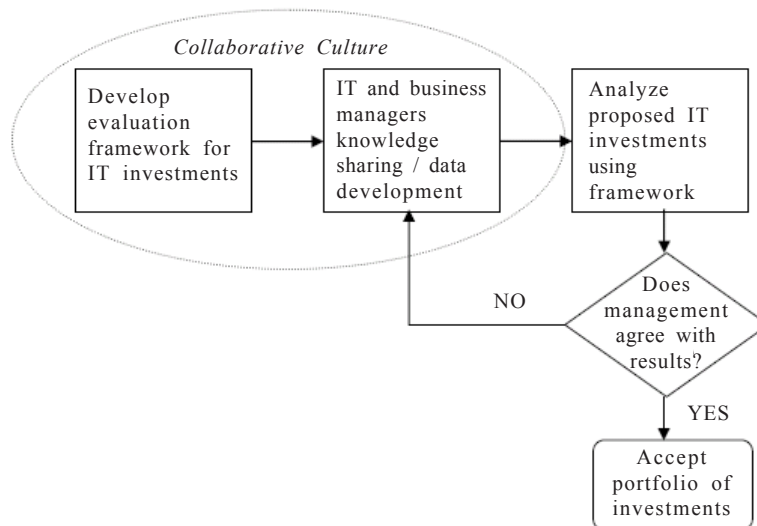 Collaborative Culture
Develop
evaluation
framework for
IT investments
IT and business
managers
knowledge
sharing / data
development
Analyze
proposed IT
investments
using
framework
Does
management
agree with
results?
NO
YES
Accept
portfolio of
investments